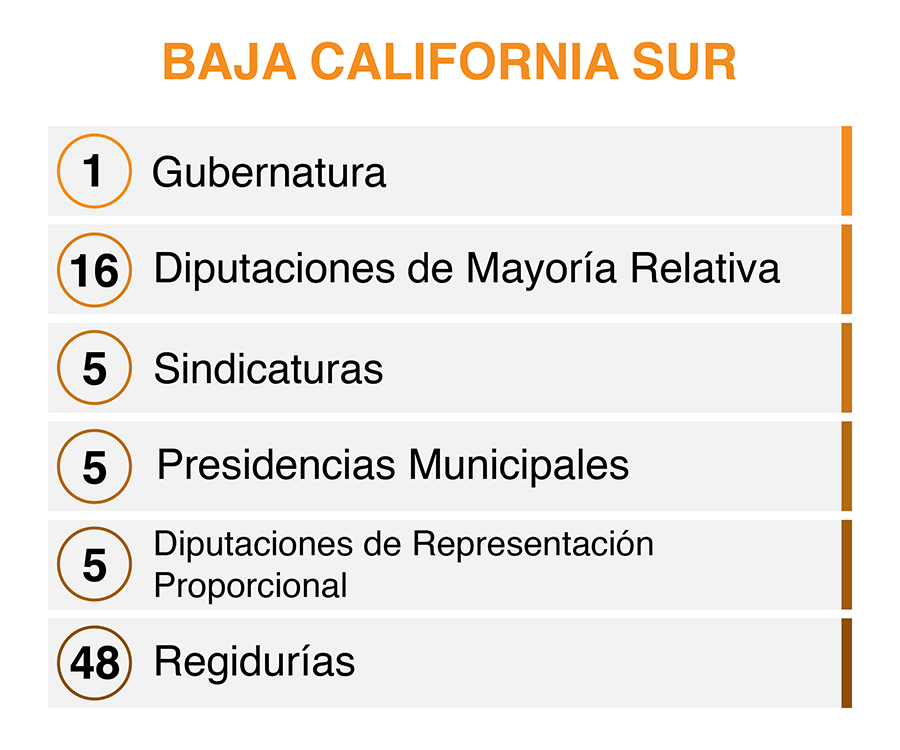 BAJA CALIFORNIA SUR
1 Gubernatura
16 Diputaciones de Mayoría Relativa
5 Sindicaturas
5 Presidencias Municipales
5 Diputaciones de Representación
Proporcional
48 Regidurías